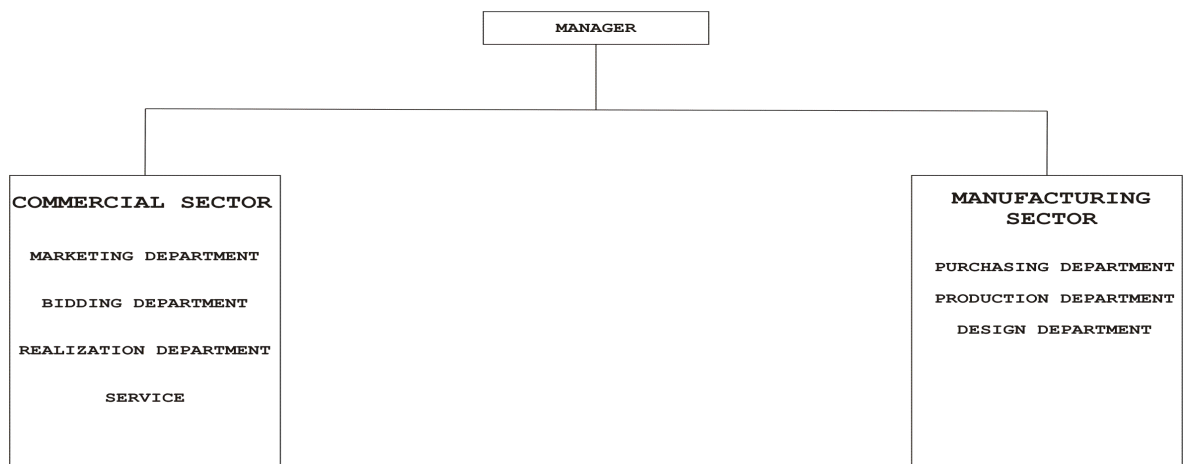 MANAGER
COMMERCIAL SECTOR
MARKETING DEPARTMENT
BIDDING DEPARTMENT
REALIZATION DEPARTMENT
SERVICE
MANUFACTURING
SECTOR
PURCHASING DEPARTMENT
PRODUCTION DEPARTMENT
DESIGN DEPARTMENT